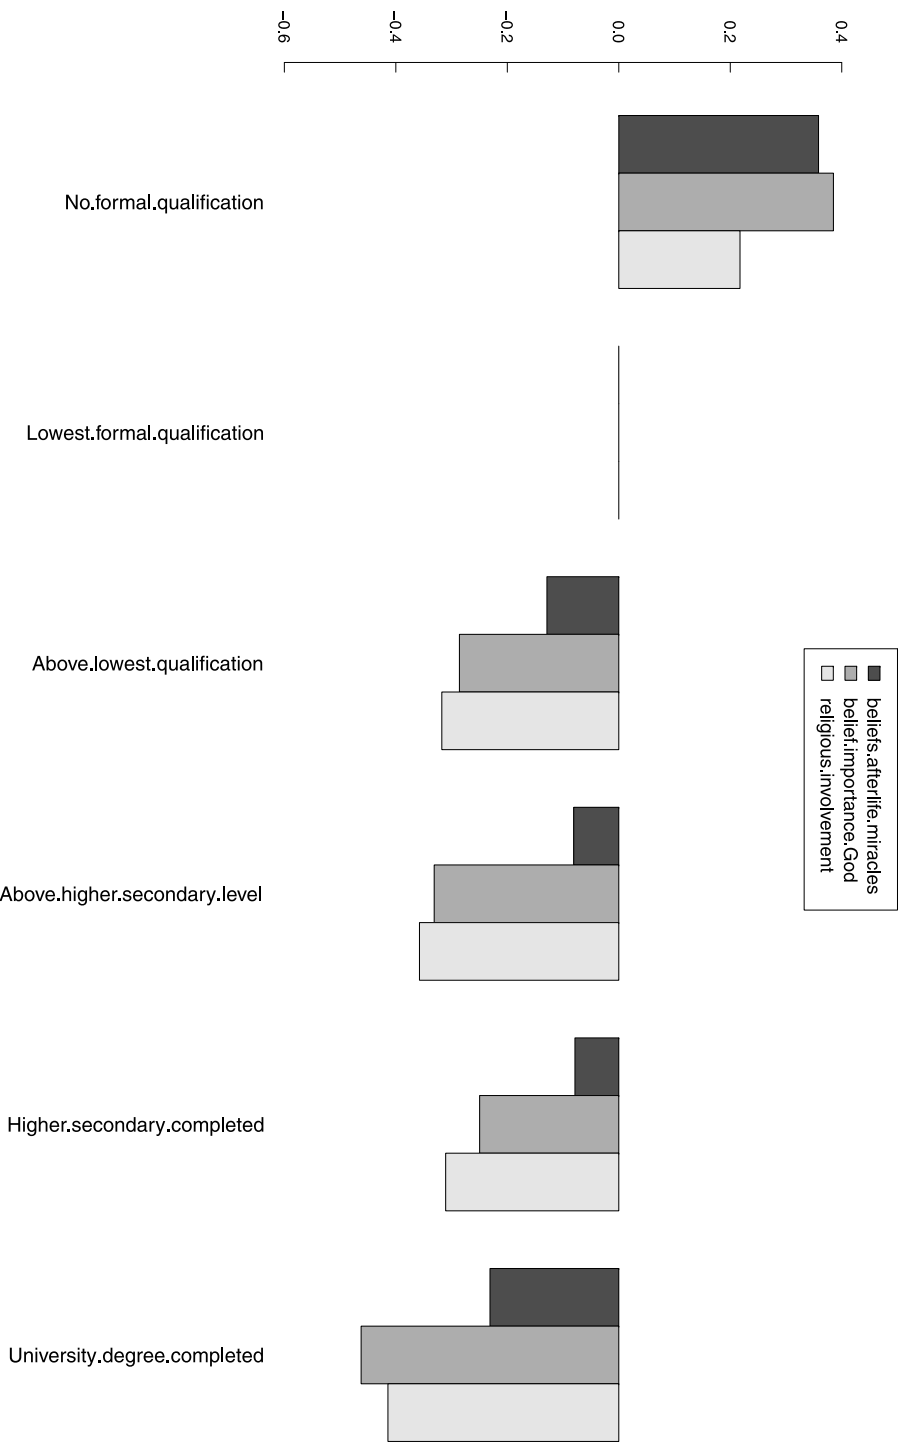 -0.6
-0.4
-0.2
0.0
0.2
0.4
No.formal.qualification
Lowest.formal.qualification
Above.lowest.qualification
Above.higher.secondary.level
Higher.secondary.completed
University.degree.completed
beliefs.afterlife.miracles
belief.importance.God
religious.involvement